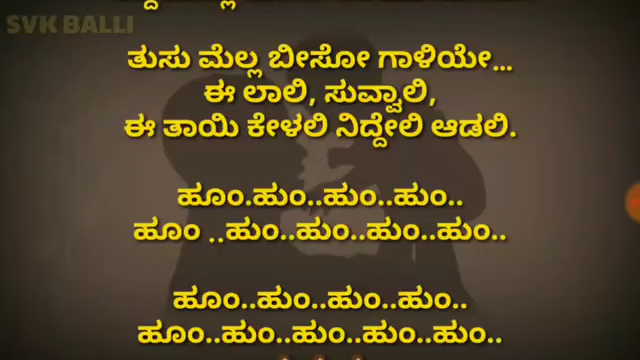 SVK BALLI
ತುಸು ಮೆಲ್ಲ ಬೀಸೋ ಗಾಳಿಯೇ...
ಈ ಲಾಲಿ, ಸುವ್ವಾಲಿ,
ಈ ತಾಯಿ ಕೇಳಲಿ ನಿದ್ದೇಲಿ ಆಡಲಿ.
ಹೂಂ.ಹುಂ..ಹುಂ..ಹುಂ..
ಹೂಂ ..ಹುಂ..ಹುಂ..ಹುಂ..ಹುಂ..
ಹೂಂ..ಹುಂ..ಹುಂ..ಹುಂ..
ಹೂಂ..ಹುಂ..ಹುಂ..ಹುಂ..ಹುಂ..